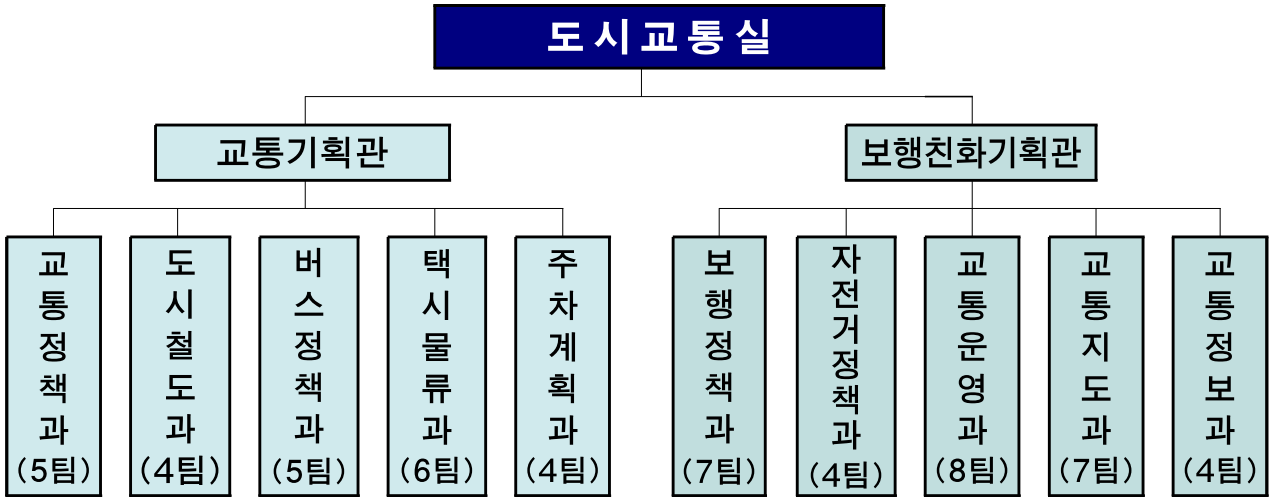 도시교통실
교통기획관
보행친화기획관
교통정책과
(5팀)
도시철도과
(4팀)
버스정책과
(5팀)
택시물류과
(6팀)
주차계획과
(4팀)
보행정책과
(7팀)
자전거정책과
(4팀)
교통운영과
(8팀)
교통지도과
(7팀)
교통정보과
(4팀)